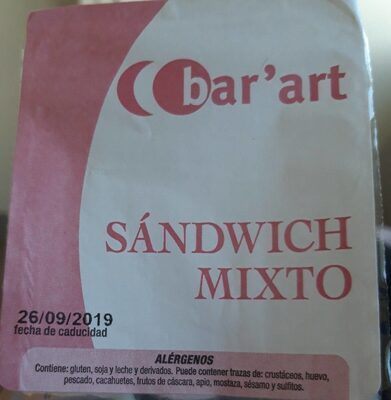 bar'art
SÁNDWICH
MIXTO
26/09/2019
fecha de caducidad
ALÉRGENOS
Contiene: gluten, soja y leche y derivados. Puede contener trazas de: crustáceos, huevo,
pescado, cacahuetes, frutos de cáscara, apio, mostaza, sésamo y sulfitos.